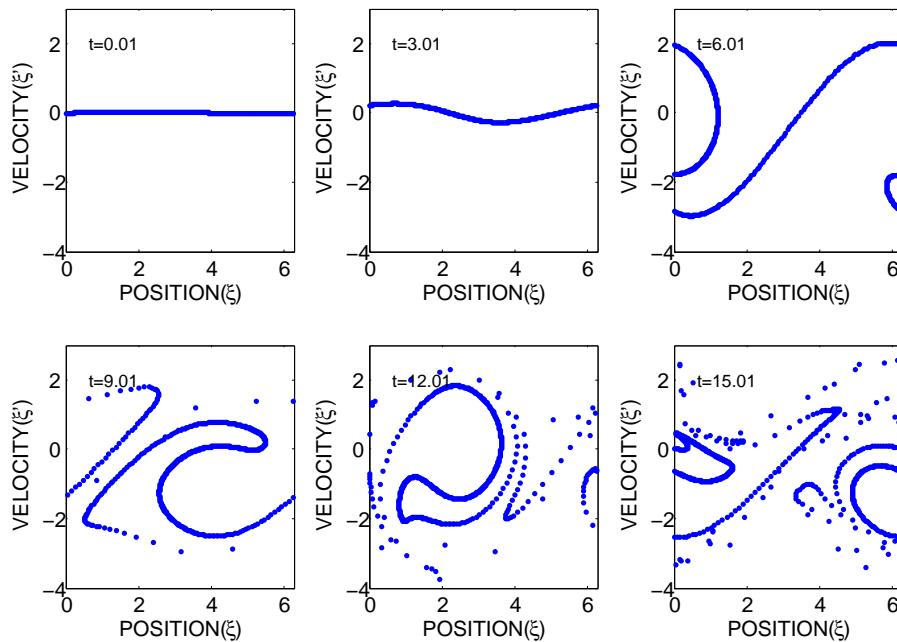 t=0.01
2
0
−2
−4
0 2 4 6
VELOCITY(ξ')
POSITION(ξ)
t=3.01
2
0
−2
−4
0 2 4 6
VELOCITY(ξ')
POSITION(ξ)
t=6.01
2
0
−2
−4
0 2 4 6
VELOCITY(ξ')
POSITION(ξ)
t=9.01
2
0
−2
−4
0 2 4 6
VELOCITY(ξ')
POSITION(ξ)
t=12.01
2
0
−2
−4
0 2 4 6
VELOCITY(ξ')
POSITION(ξ)
t=15.01
2
0
−2
−4
0 2 4 6
VELOCITY(ξ')
POSITION(ξ)